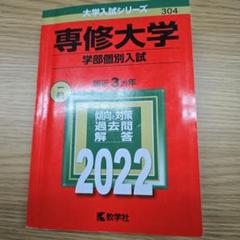 大学入試シリーズ
304
専修大学
学部個別入試
最近3カ年
傾向と対策
過去問
解答
2022
教学社